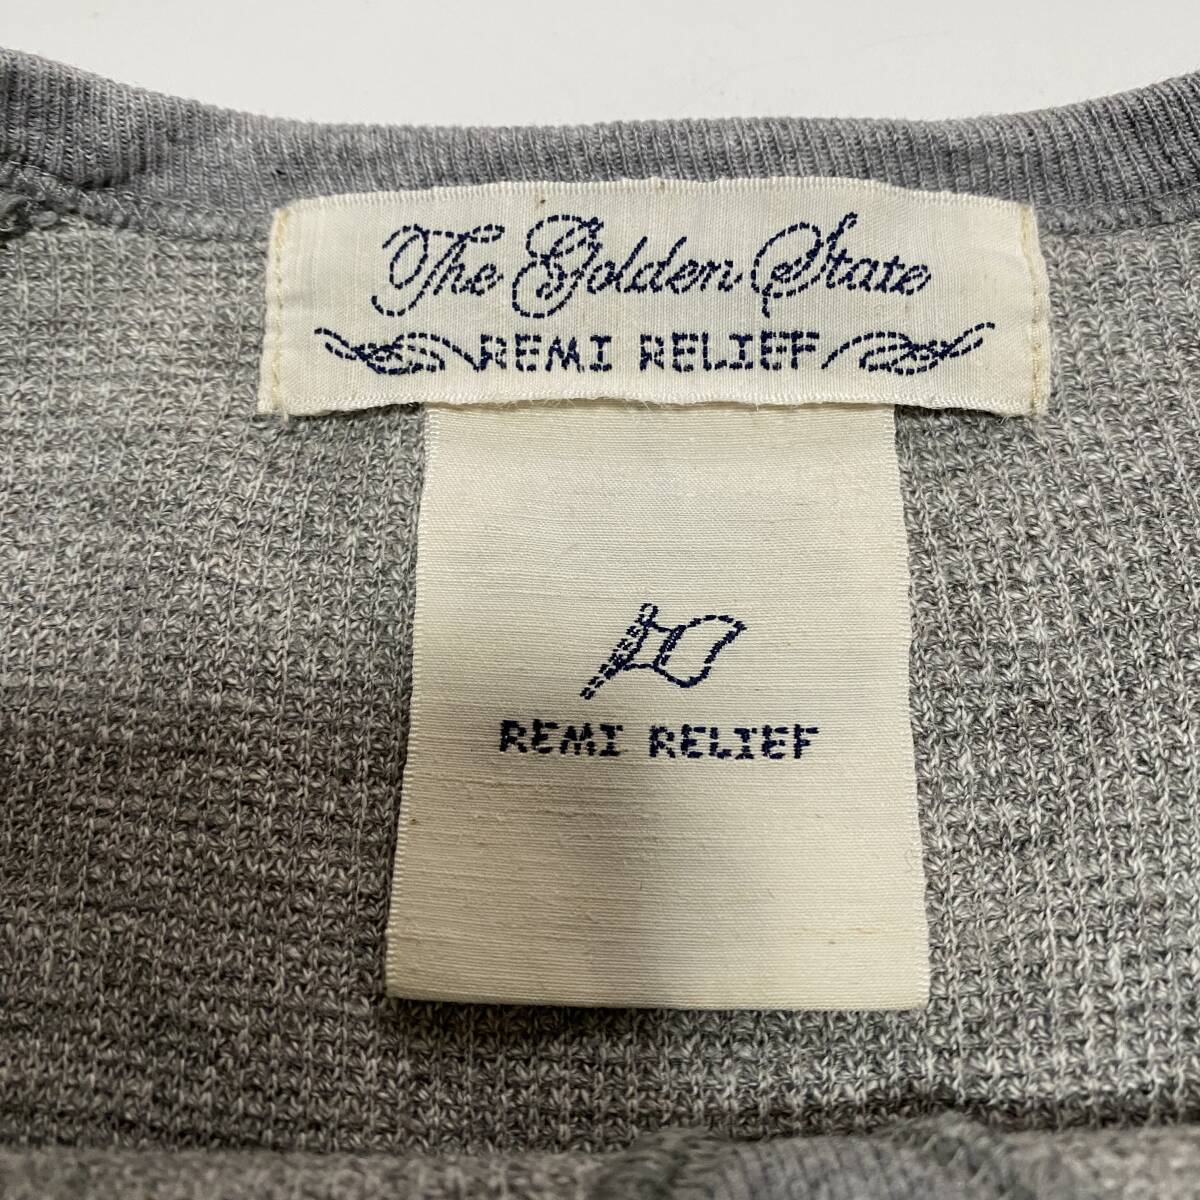 The Golden State
REMI RELIEF
REMI RELIEF